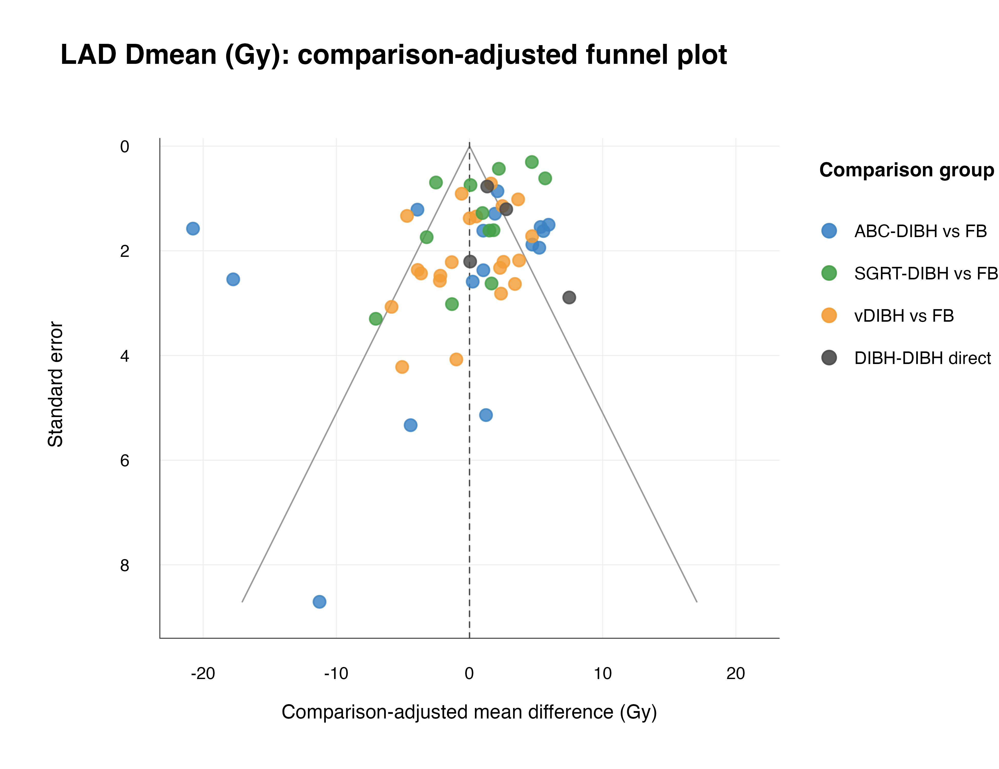 LAD Dmean (Gy): comparison-adjusted funnel plot
Comparison group
ABC-DIBH vs FB
SGRT-DIBH vs FB
vDIBH vs FB
DIBH-DIBH direct
Standard error
0
2
4
6
8
-20
-10
0
10
20
Comparison-adjusted mean difference (Gy)